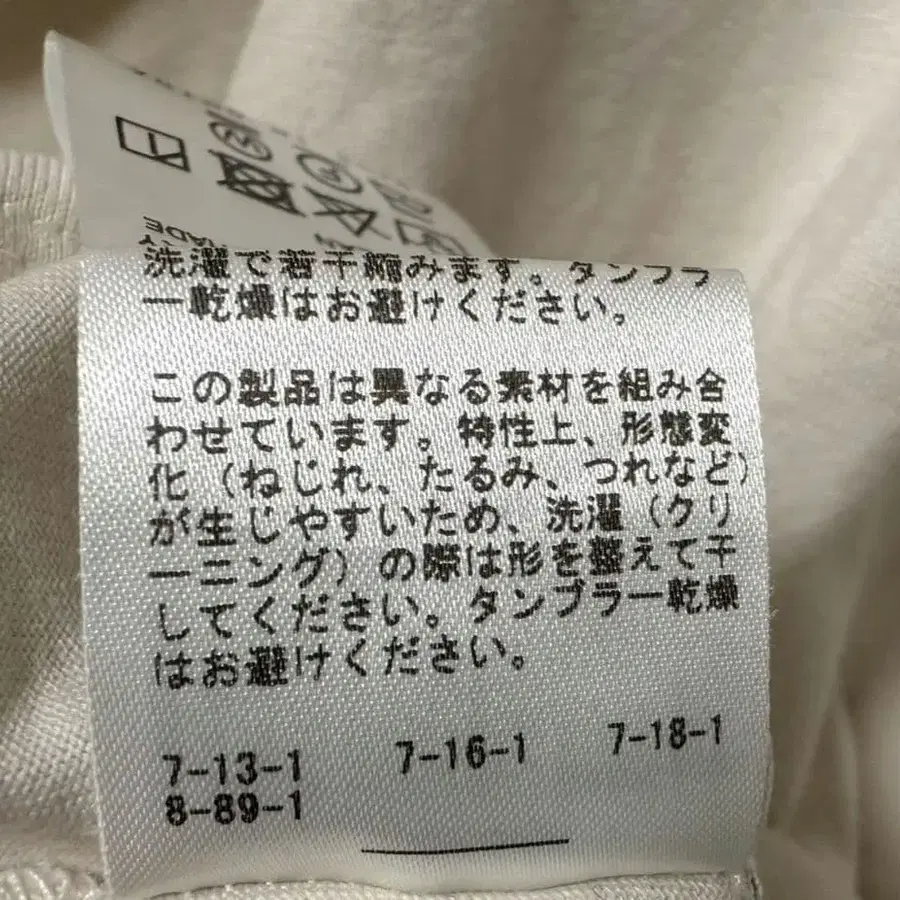 MADE
洗濯で若干縮みます。タンブラ
ー乾燥はお避けください。
この製品は異なる素材を組み合
わせています。特性上、形態変
化（ねじれ、たるみ、つれなど）
が生じやすいため、洗濯（クリ
ーニング）の際は形を整えて干
してください。タンブラー乾燥
はお避けください。
7-13-1 7-16-1 7-18-1
8-89-1